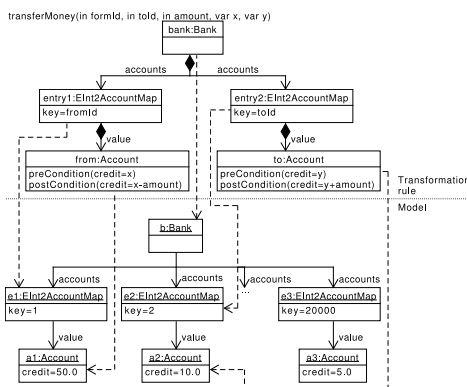 transferMoney(in formId, in toId, in amount, var x, var y)
bank:Bank
accounts
accounts
entry1:EInt2AccountMap
key=fromId
entry2:EInt2AccountMap
key=toId
value
value
from:Account
preCondition(credit=x)
postCondition(credit=x-amount)
to:Account
preCondition(credit=y)
postCondition(credit=y+amount)
Transformation
rule
Model
b:Bank
accounts
accounts
accounts
...
e1:EInt2AccountMap
key=1
e2:EInt2AccountMap
key=2
e3:EInt2AccountMap
key=20000
value
value
value
a1:Account
credit=50.0
a2:Account
credit=10.0
a3:Account
credit=5.0